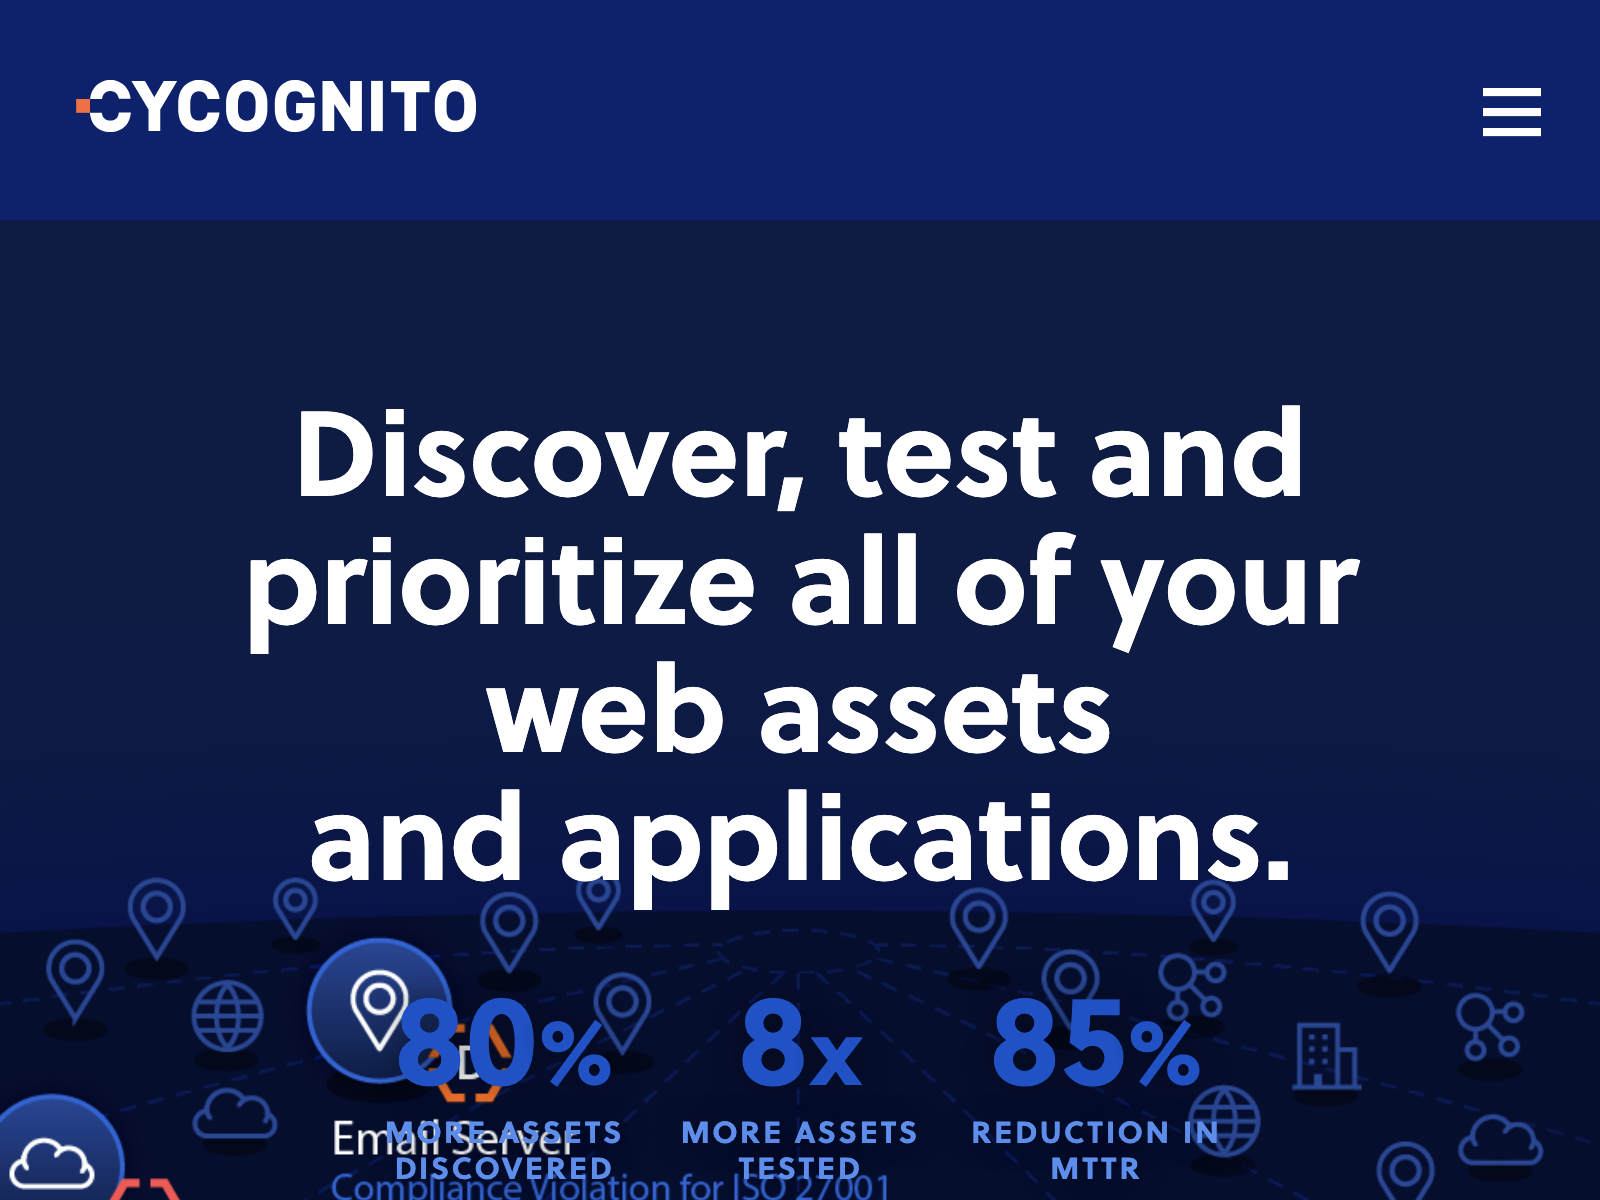 CYCOGNITO
Discover, test and
prioritize all of your
web assets
and applications.
80% 8x 85%
D
Email Server
MORE ASSETS MORE ASSETS REDUCTION IN
DISCOVERED TESTED MTTR
Compliance Violation for ISO 27001